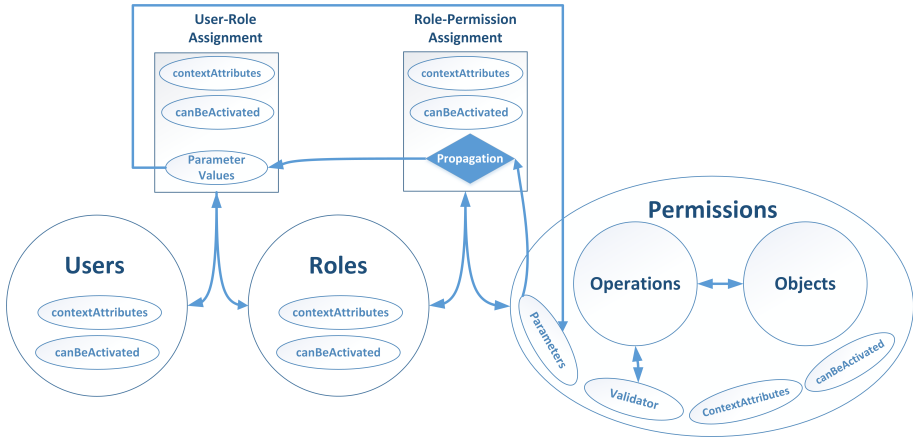 User-Role
Assignment
contextAttributes
canBeActivated
Parameter
Values
Role-Permission
Assignment
contextAttributes
canBeActivated
Propagation
Users
contextAttributes
canBeActivated
Roles
contextAttributes
canBeActivated
Permissions
Operations
Objects
Parameters
Validator
ContextAttributes
canBeActivated